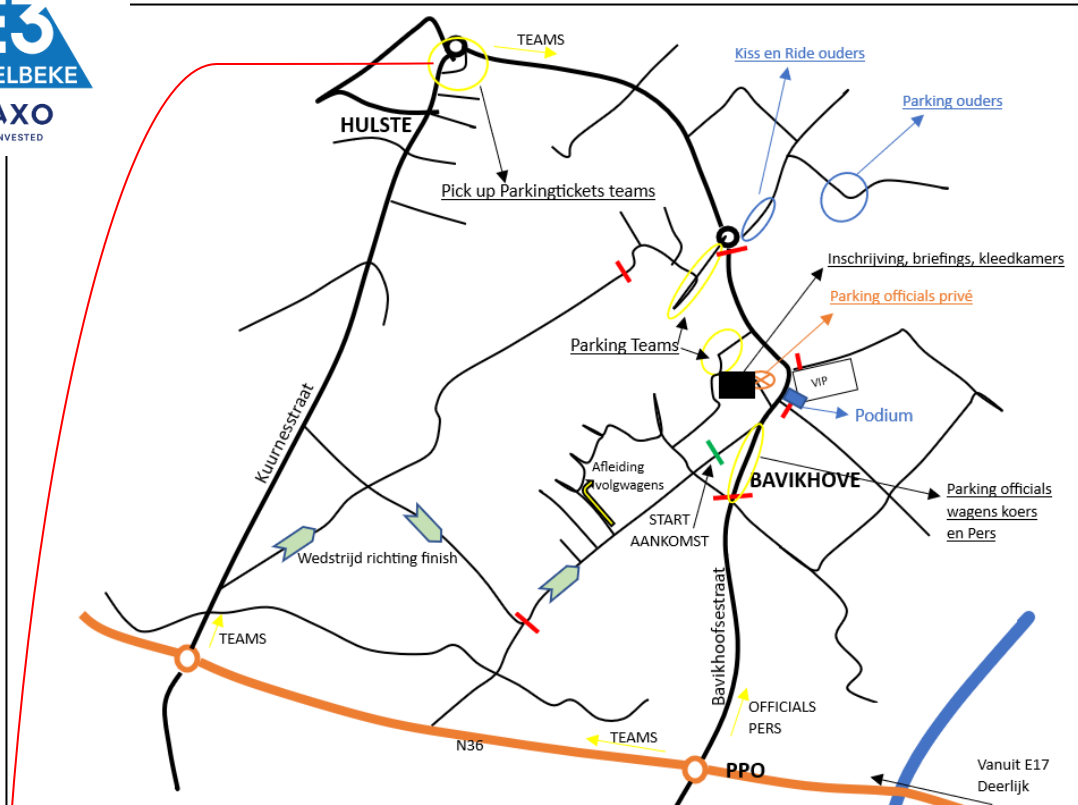 E3
ELBEKE
AXO
NVESTED
TEAMS
Kiss en Ride ouders
Parking ouders
HULSTE
Pick up Parkingtickets teams
Inschrijving, briefings, kleedkamers
Parking officials privé
Parking Teams
VIP
Podium
Kuurnesstraat
Afleiding
volgwagens
BAVIKHOVE
Parking officials
wagens koers
en Pers
START
AANKOMST
Wedstrijd richting finish
Bavikhoofsestraat
TEAMS
OFFICIALS
PERS
TEAMS
N36
PPO
Vanuit E17
Deerlijk